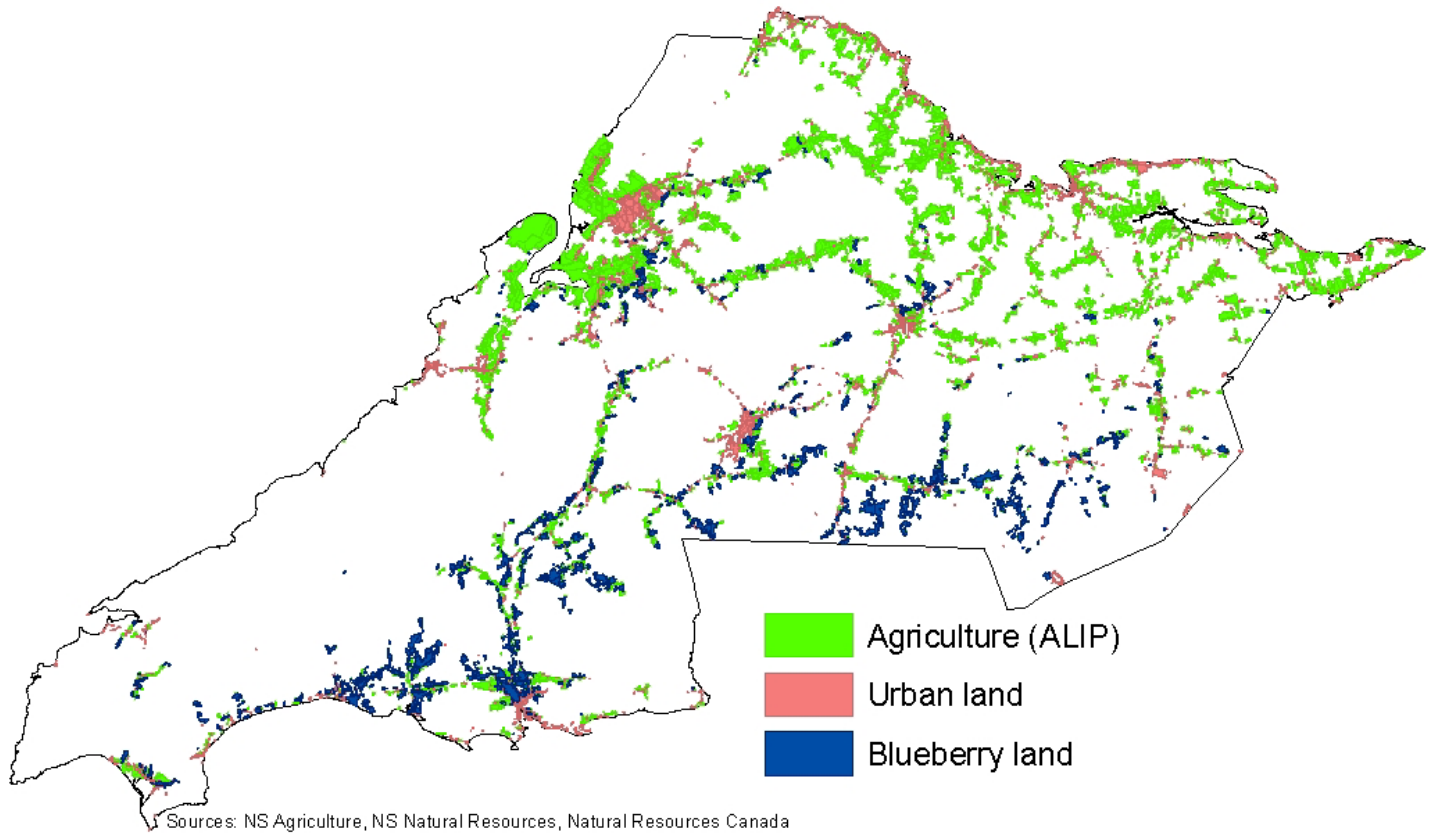 Agriculture (ALIP)
Urban land
Blueberry land
Sources: NS Agriculture, NS Natural Resources, Natural Resources Canada